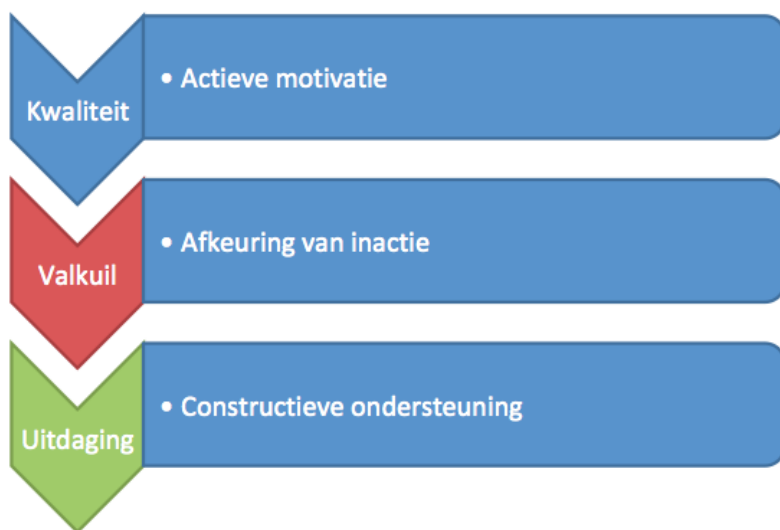 Kwaliteit
• Actieve motivatie
Valkuil
• Afkeuring van inactie
Uitdaging
• Constructieve ondersteuning